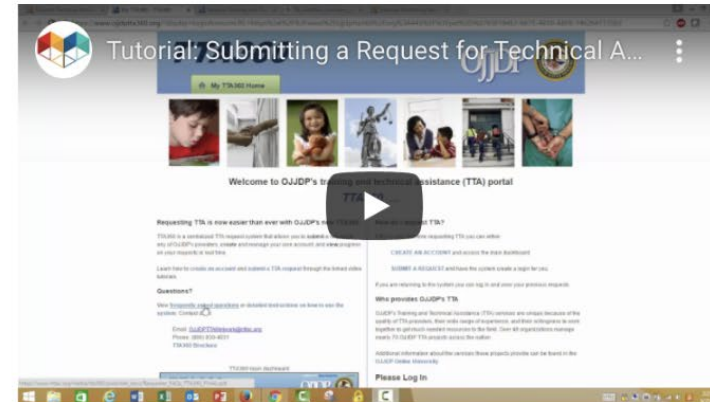 Tutorial: Submitting a Request for Technical A...
OJJDP
My TTA360 Home
Welcome to OJJDP's training and technical assistance (TTA) portal
Requesting TTA is now easier than ever with OJJDP's new
TTA360 is a centralized TTA request system that allows you to submit
any of OJJDP's providers, create and manage your own account, and view progress
on your requests in real time.
Learn how to create an account and submit a TTA request through the linked video
tutorials.
Questions?
View frequently asked questions or detailed instructions on how to use the
system. Contact
Email:
Phone:
TTA360 Brochure
TTA360 main dashboard
TTA?
requesting TTA you can either
CREATE AN ACCOUNT and access the main dashboard
SUBMIT A REQUEST and have the system create a login for you.
If you are returning to the system you can log in and view your previous requests.
Who provides OJJDP's TTA
OJJDP's Training and Technical Assistance (TTA) services are unique because of the
quality of TTA providers, their wide range of experience, and their willingness to work
together to get much-needed resources to the field. Over 40 organizations manage
nearly 70 OJJDP TTA projects across the nation.
Additional information about the services these projects provide can be found in the
OJJDP Online University
Please Log In